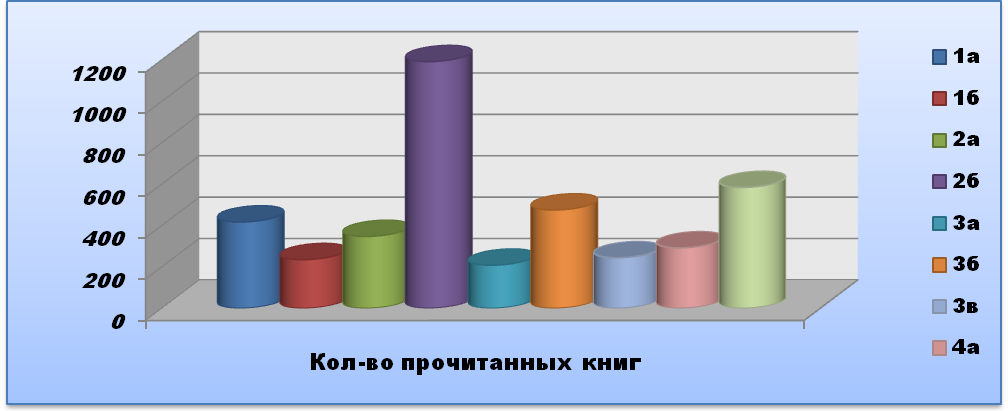 1200
1000
800
600
400
200
0
Кол-во прочитанных книг
1а
1б
2а
2б
3а
3б
3в
4а